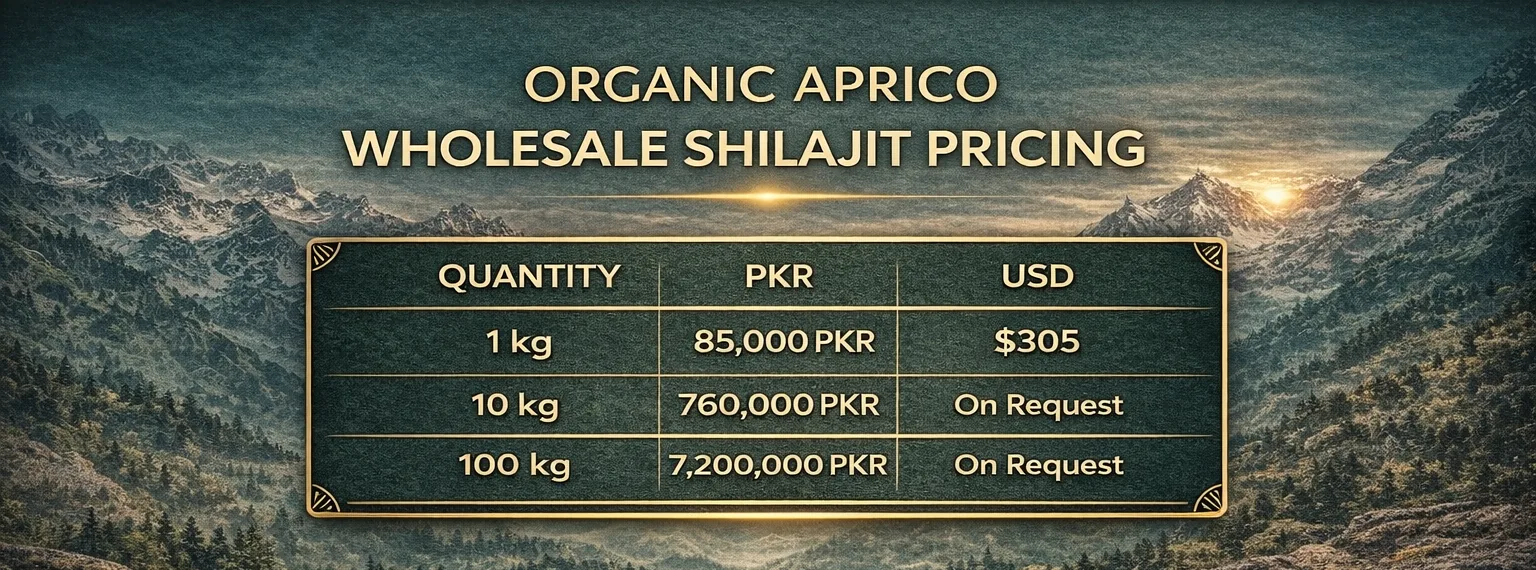 ORGANIC APRICO
WHOLESALE SHILAJIT PRICING
QUANTITY PKR USD
1 kg 85,000 PKR $305
10 kg 760,000 PKR On Request
100 kg 7,200,000 PKR On Request